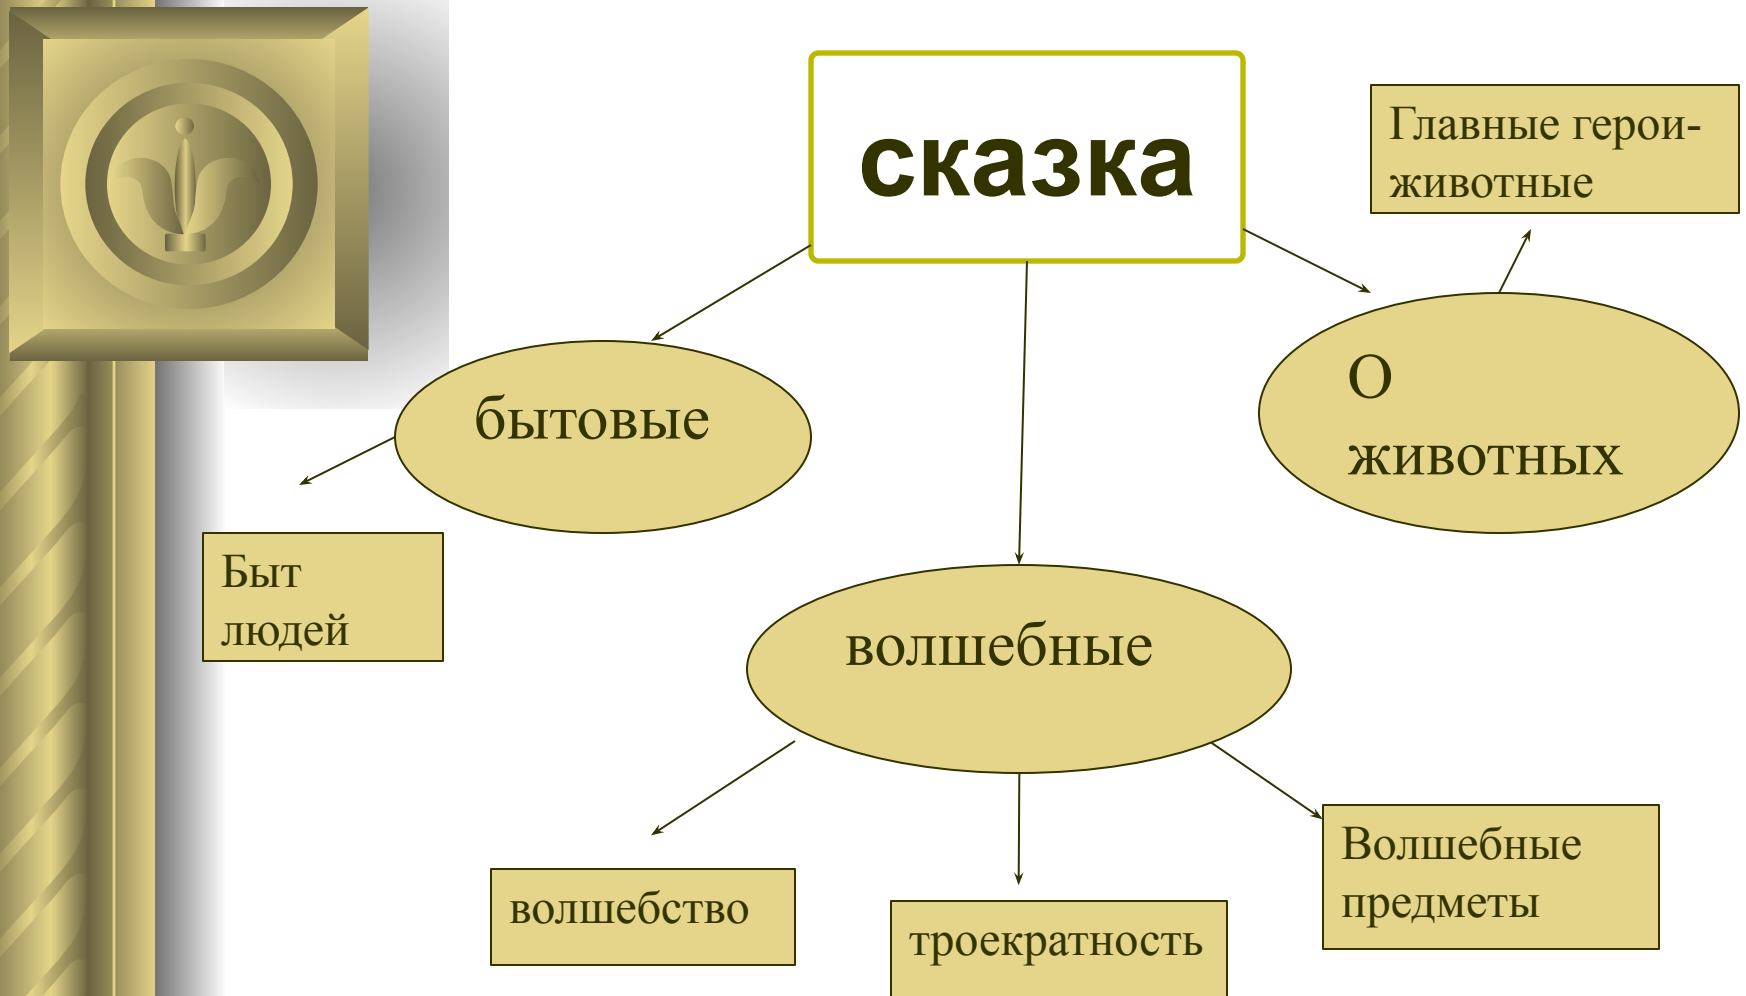 сказка
Главные герои-
животные
О
животных
бытовые
Быт
людей
волшебные
волшебство
троекратность
Волшебные
предметы